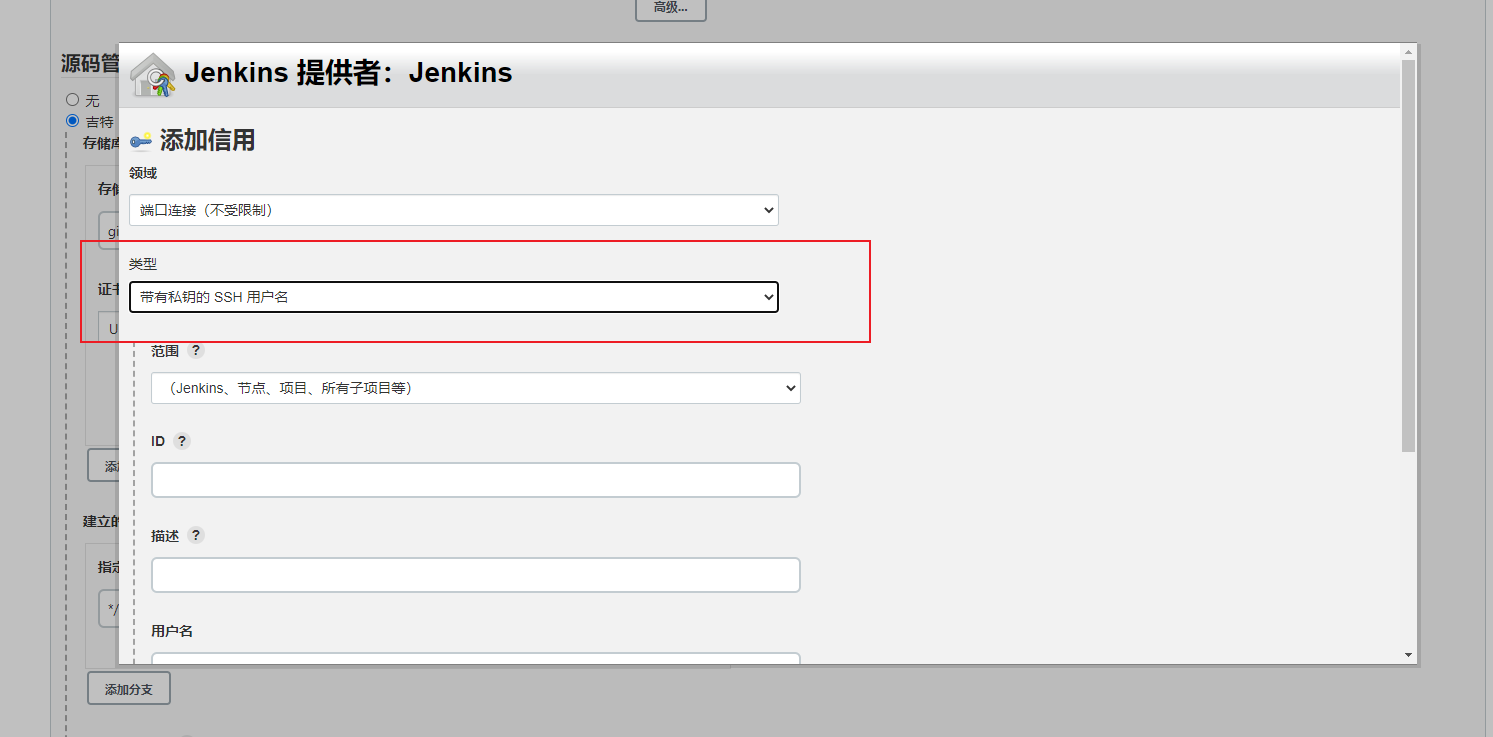 高级...
源码管
Jenkins 提供者：Jenkins
无
吉特
添加信用
存储库
领域
存储
端口连接（不受限制）
gi
类型
证书
带有私钥的 SSH 用户名
U
范围 ?
（Jenkins、节点、项目、所有子项目等）
ID ?
添加
建立的
描述 ?
指定
*/
用户名
添加分支